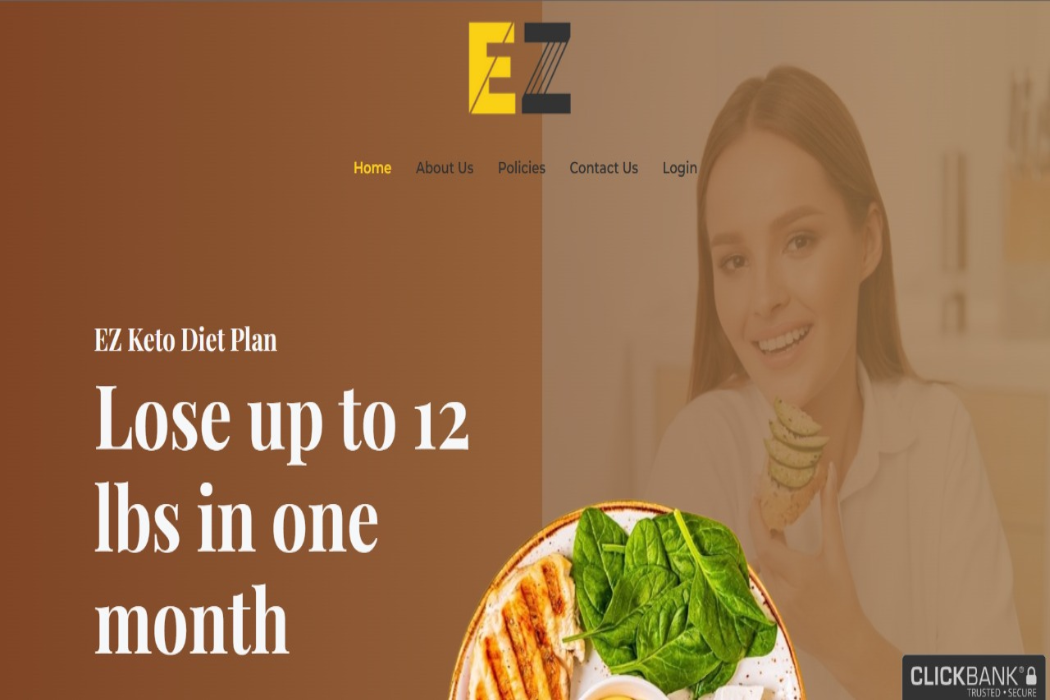 EZ
Home About Us Policies Contact Us Login
EZ Keto Diet Plan
Lose up to 12
lbs in one
month
CLICKBANK®
TRUSTED • SECURE